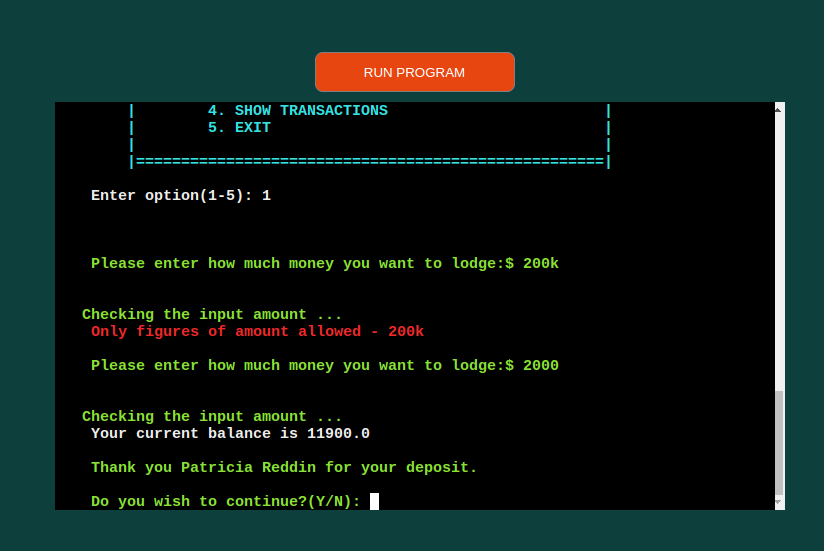 RUN PROGRAM
| 4. SHOW TRANSACTIONS |
| 5. EXIT |
| |
|====================================================|
Enter option(1-5): 1
Please enter how much money you want to lodge:$ 200k
Checking the input amount ...
Only figures of amount allowed - 200k
Please enter how much money you want to lodge:$ 2000
Checking the input amount ...
Your current balance is 11900.0
Thank you Patricia Reddin for your deposit.
Do you wish to continue?(Y/N):